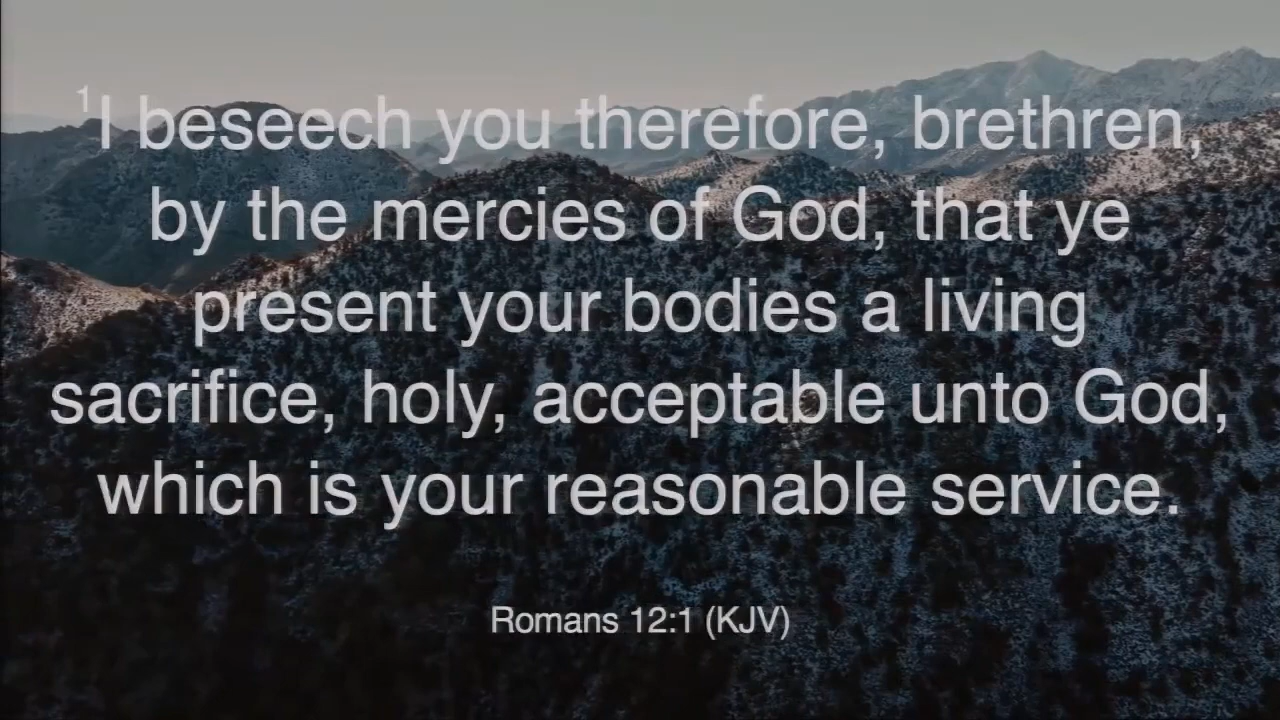 1I beseech you therefore, brethren,
by the mercies of God, that ye
present your bodies a living
sacrifice, holy, acceptable unto God,
which is your reasonable service.
Romans 12:1 (KJV)